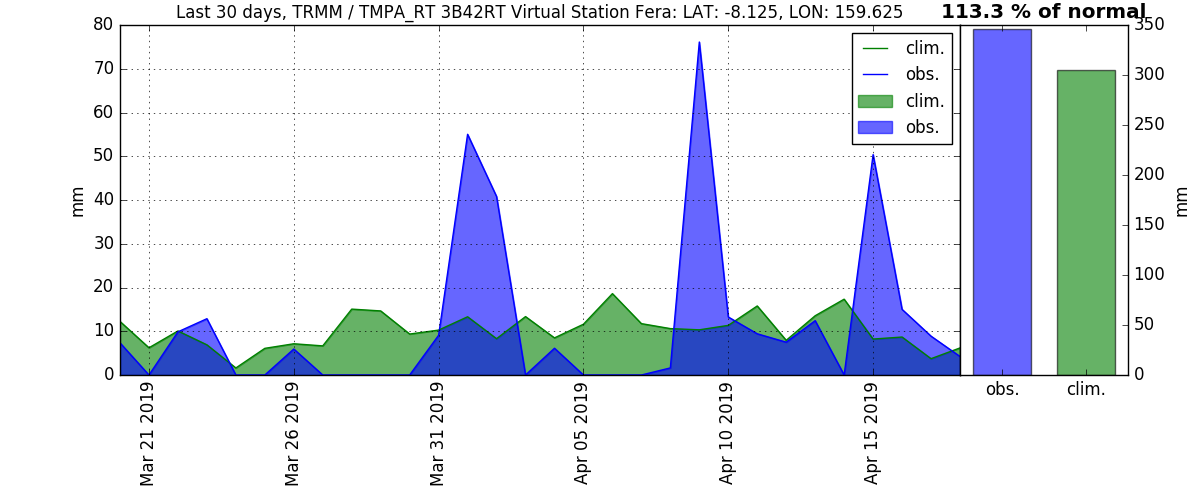 Last 30 days, TRMM / TMPA_RT 3B42RT Virtual Station Fera: LAT: -8.125, LON: 159.625
113.3 % of normal
80
70
60
50
40
30
20
10
0
mm
clim.
obs.
clim.
obs.
350
300
250
200
150
100
50
0
mm
obs.
clim.
Mar 21 2019
Mar 26 2019
Mar 31 2019
Apr 05 2019
Apr 10 2019
Apr 15 2019